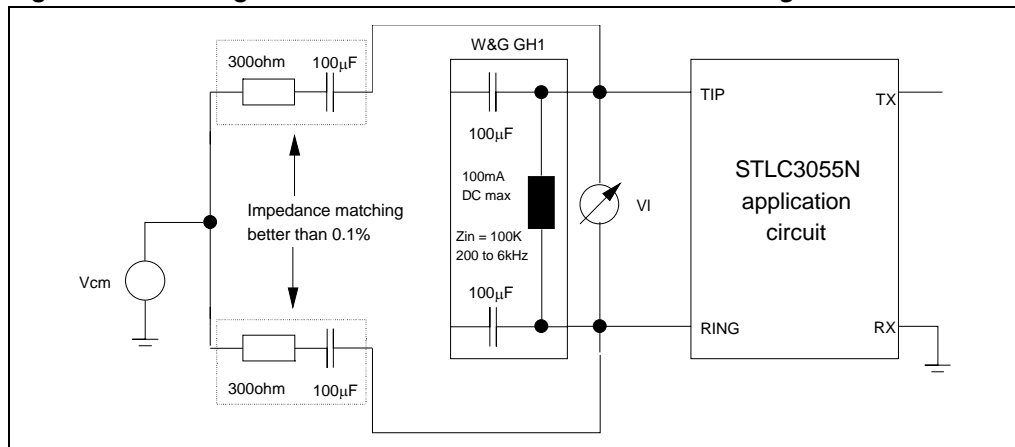 W&G GH1
300ohm
100μF
100μF
TIP
TX
100mA
DC max
STLC3055N
application
circuit
VI
Impedance matching
better than 0.1%
Zin = 100K
200 to 6kHz
Vcm
100μF
RING
RX
300ohm
100μF